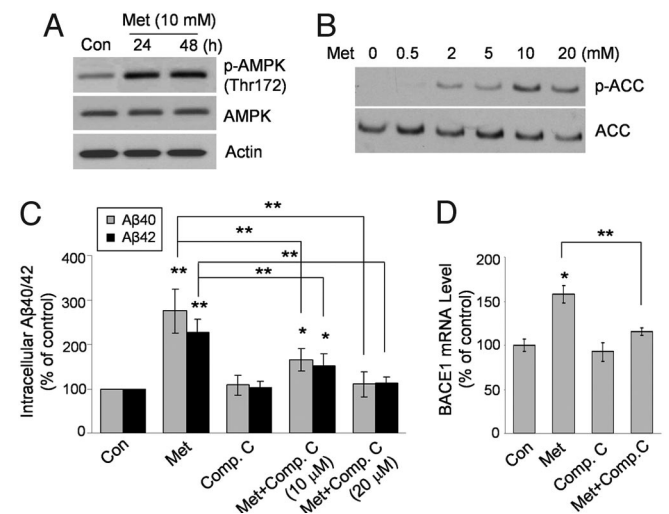 A
Met (10 mM)
Con 24 48 (h)
p-AMPK
(Thr172)
AMPK
Actin
B
Met 0 0.5 2 5 10 20 (mM)
p-ACC
ACC
C
Aβ40
Aβ42
Intracellular Aβ40/42
(% of control)
400
300
200
100
0
**
**
**
**
**
**
*
*
Con
Met
Comp. C
Met+Comp. C
(10 μM)
Met+Comp. C
(20 μM)
D
BACE1 mRNA Level
(% of control)
200
150
100
50
0
*
**
Con
Met
Comp. C
Met+Comp.C